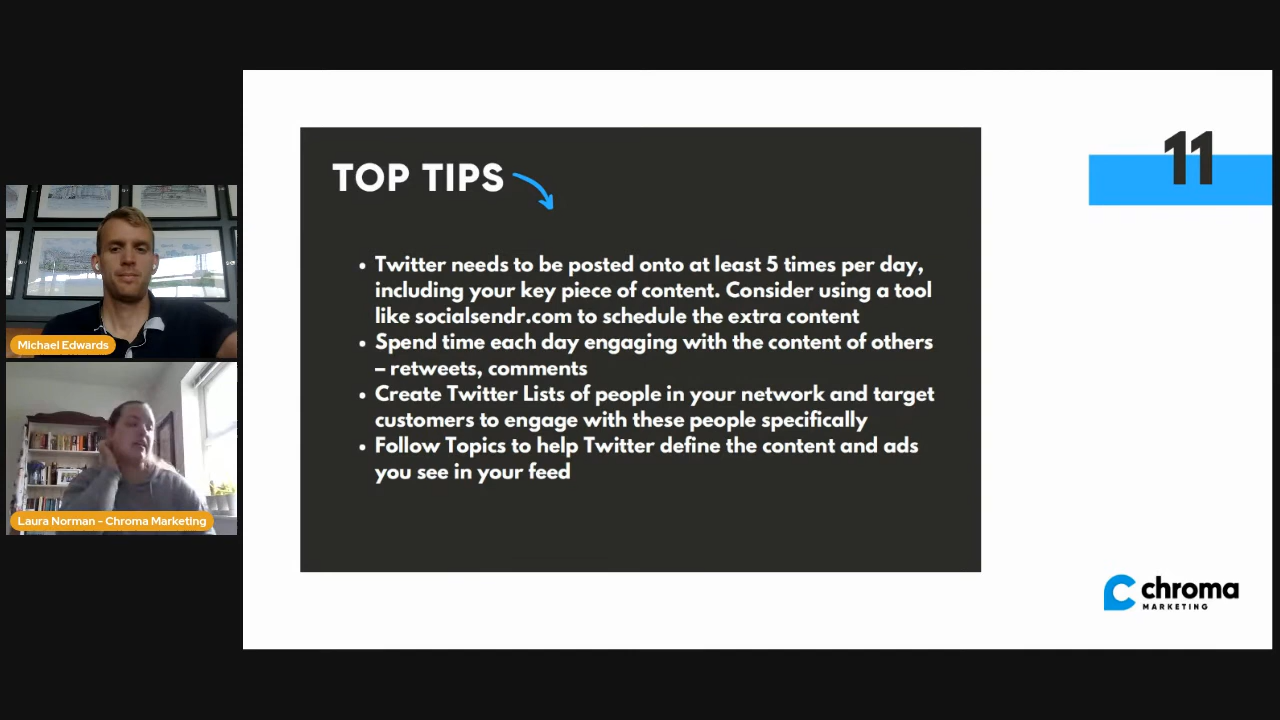 TOP TIPS
11
• Twitter needs to be posted onto at least 5 times per day,
including your key piece of content. Consider using a tool
like socialsendr.com to schedule the extra content
• Spend time each day engaging with the content of others
– retweets, comments
• Create Twitter Lists of people in your network and target
customers to engage with these people specifically
• Follow Topics to help Twitter define the content and ads
you see in your feed
Michael Edwards
Laura Norman - Chroma Marketing
chroma
MARKETING